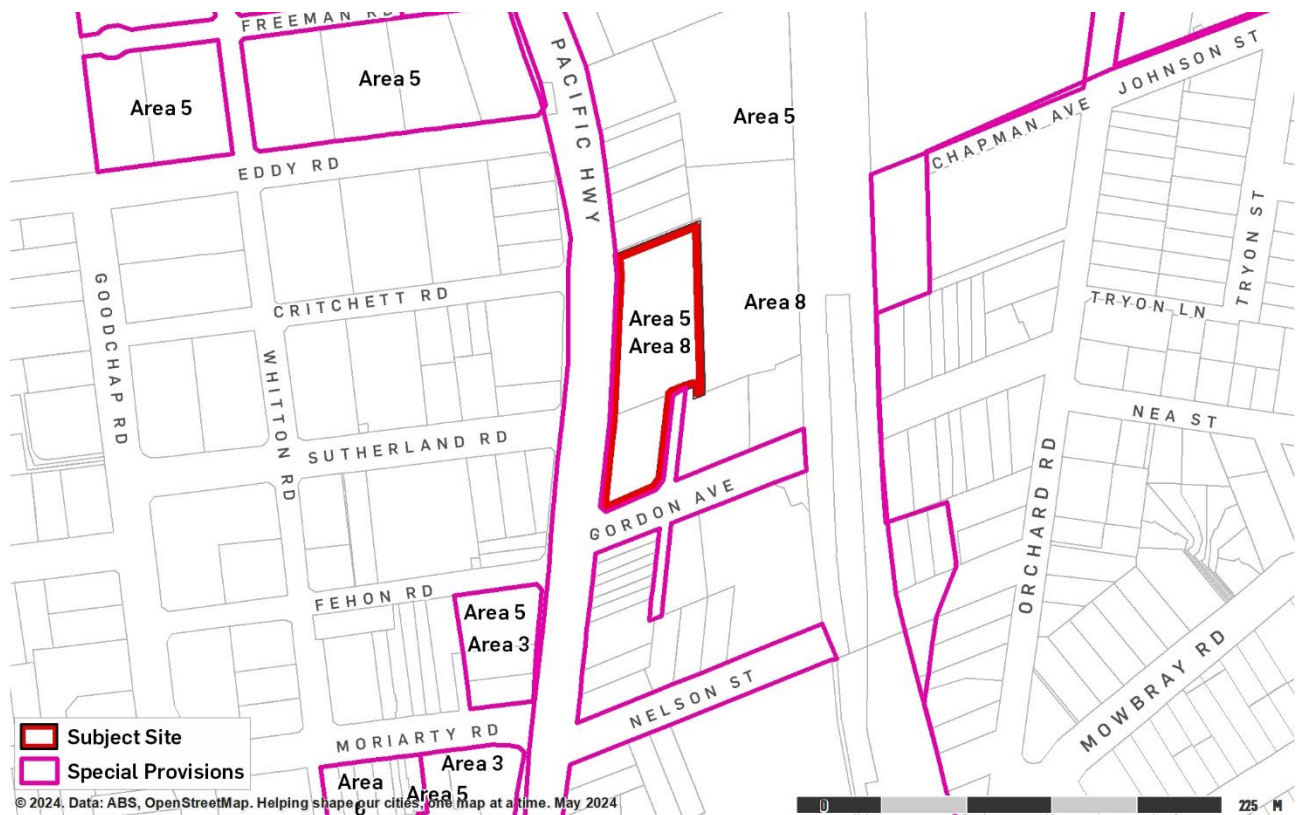 FREEMAN RD
PACIFIC HWY
Area 5
Area 5
Area 5
JOHNSON ST
CHAPMAN AVE
EDDY RD
TRYON ST
GOODCHAP RD
CRITCHETT RD
Area 8
TRYON LN
Area 5
Area 8
WHITTON RD
NEA ST
SUTHERLAND RD
ORCHARD RD
GORDON AVE
FEHON RD
Area 5
Area 3
MOWBRAY RD
NELSON ST
Subject Site
MORIARTY RD
Special Provisions
Area 3
Area
Area 5
© 2024. Data: ABS, OpenStreetMap. Helping shape our cities, one map at a time. May 2024
0
225 M